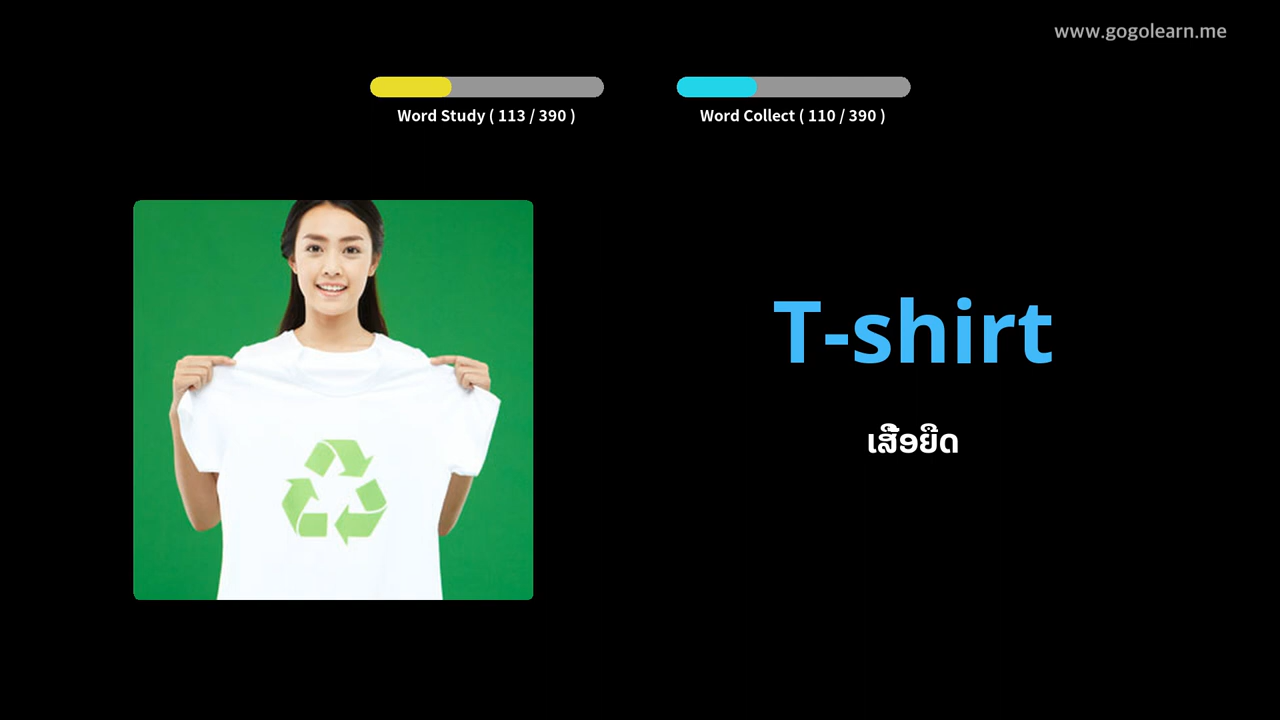 www.gogolearn.me
Word Study ( 113 / 390 )
Word Collect ( 110 / 390 )
T-shirt
ເສື້ອຍືດ